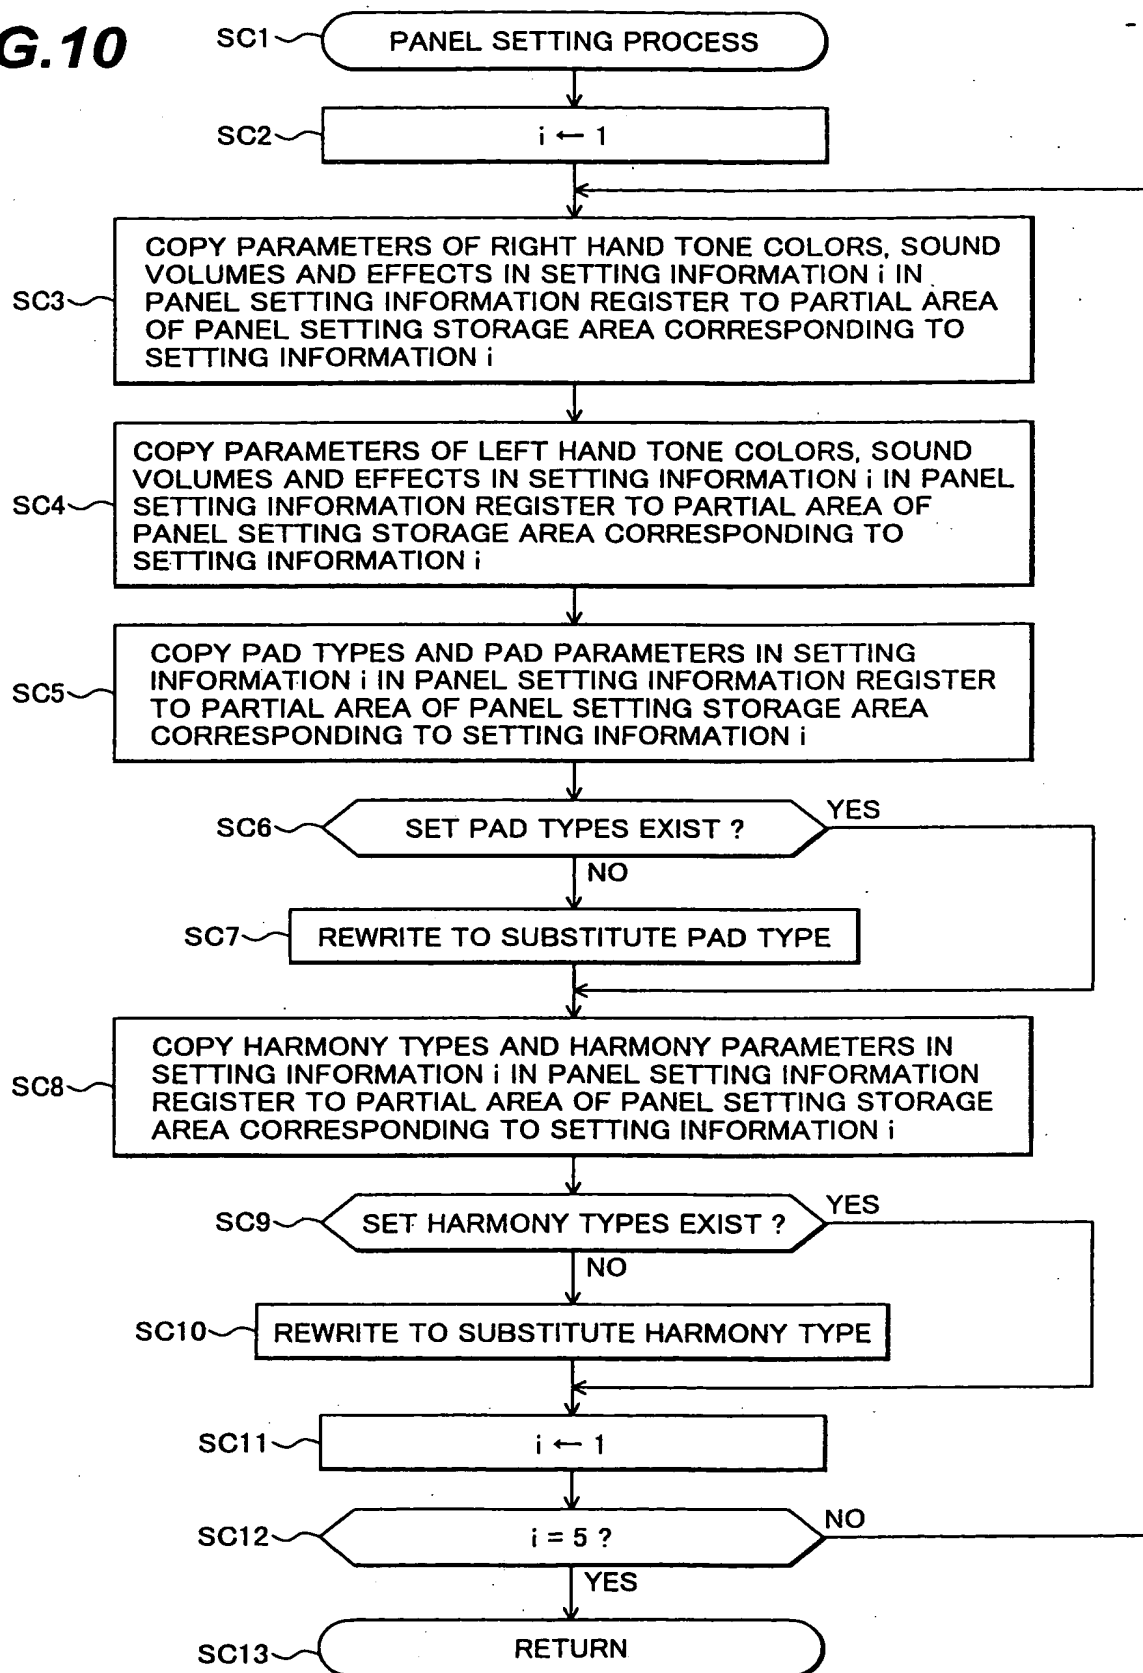 G.10
SC1 PANEL SETTING PROCESS
SC2 i ← 1
SC3 COPY PARAMETERS OF RIGHT HAND TONE COLORS, SOUND
VOLUMES AND EFFECTS IN SETTING INFORMATION i IN
PANEL SETTING INFORMATION REGISTER TO PARTIAL AREA
OF PANEL SETTING STORAGE AREA CORRESPONDING TO
SETTING INFORMATION i
SC4 COPY PARAMETERS OF LEFT HAND TONE COLORS, SOUND
VOLUMES AND EFFECTS IN SETTING INFORMATION i IN PANEL
SETTING INFORMATION REGISTER TO PARTIAL AREA OF
PANEL SETTING STORAGE AREA CORRESPONDING TO
SETTING INFORMATION i
SC5 COPY PAD TYPES AND PAD PARAMETERS IN SETTING
INFORMATION i IN PANEL SETTING INFORMATION REGISTER
TO PARTIAL AREA OF PANEL SETTING STORAGE AREA
CORRESPONDING TO SETTING INFORMATION i
SC6 SET PAD TYPES EXIST ? YES
NO
SC7 REWRITE TO SUBSTITUTE PAD TYPE
SC8 COPY HARMONY TYPES AND HARMONY PARAMETERS IN
SETTING INFORMATION i IN PANEL SETTING INFORMATION
REGISTER TO PARTIAL AREA OF PANEL SETTING STORAGE
AREA CORRESPONDING TO SETTING INFORMATION i
SC9 SET HARMONY TYPES EXIST ? YES
NO
SC10 REWRITE TO SUBSTITUTE HARMONY TYPE
SC11 i ← 1
SC12 i = 5 ? NO
YES
SC13 RETURN